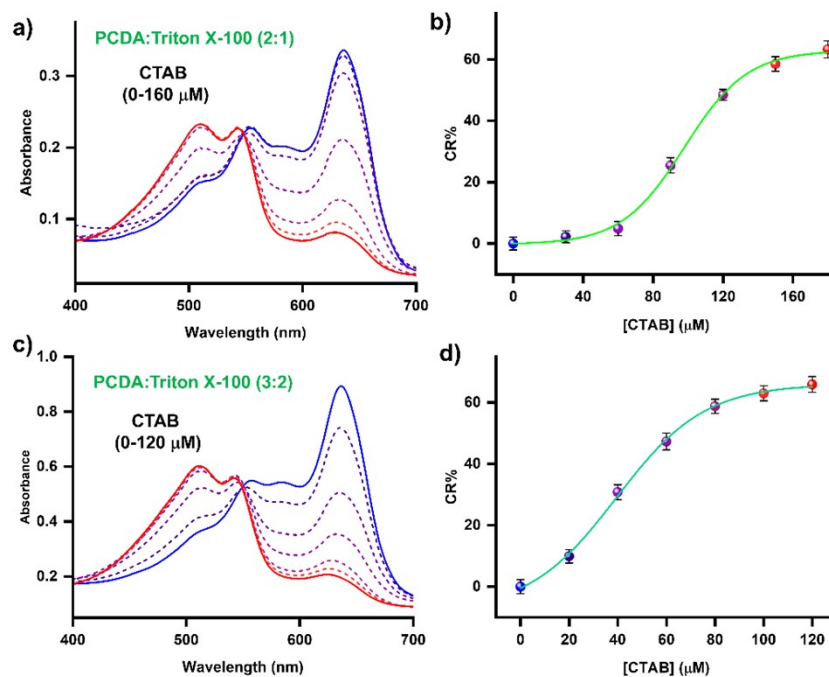 a)
PCDA:Triton X-100 (2:1)
CTAB
(0-160 μM)
Absorbance
0.3
0.2
0.1
400
500
600
700
Wavelength (nm)
b)
CR%
60
40
20
0
0
40
80
120
160
[CTAB] (μM)
c)
PCDA:Triton X-100 (3:2)
CTAB
(0-120 μM)
Absorbance
1.0
0.8
0.6
0.4
0.2
400
500
600
700
Wavelength (nm)
d)
CR%
60
40
20
0
0
20
40
60
80
100
120
[CTAB] (μM)